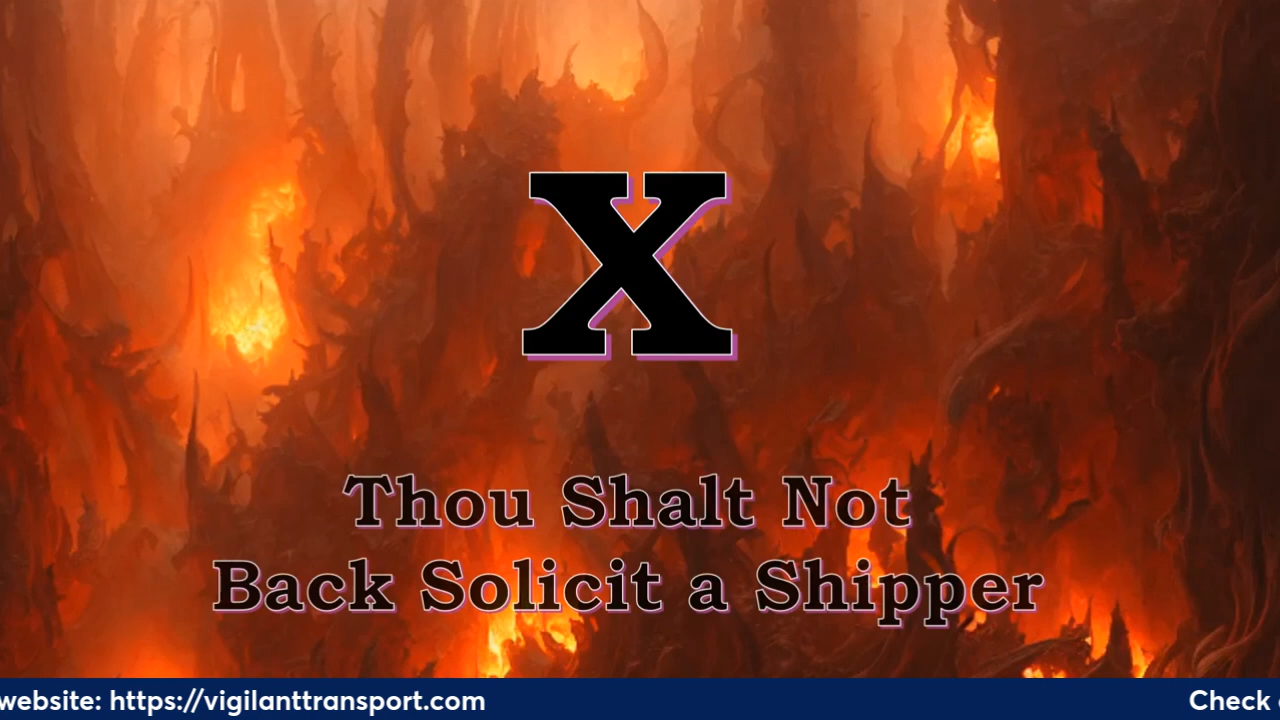 X
Thou Shalt Not
Back Solicit a Shipper
website: https://vigilanttransport.com
Check